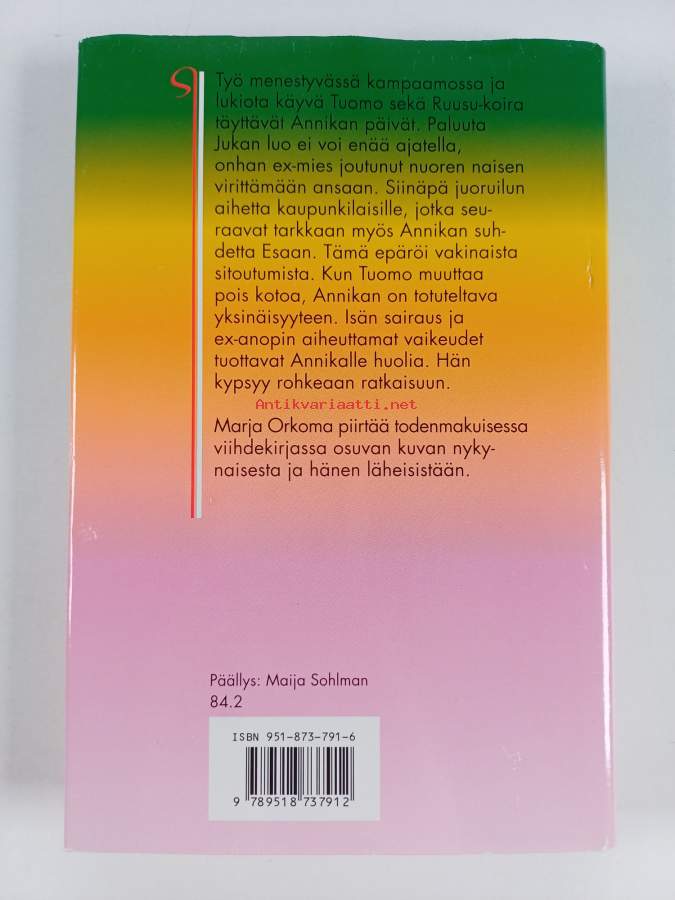 Työ menestyvässä kampaamossa ja
lukiota käyvä Tuomo sekä Ruusu-koira
täyttävät Annikan päivät. Paluuta
Jukan luo ei voi enää ajatella,
onhan ex-mies joutunut nuoren naisen
virittämään ansaan. Siinäpä juoruilun
aihetta kaupunkilaisille, jotka seu-
raavat tarkkaan myös Annikan suh-
detta Esaan. Tämä epäröi vakinaista
sitoutumista. Kun Tuomo muuttaa
pois kotoa, Annikan on totuteltava
yksinäisyyteen. Isän sairaus ja
ex-anopin aiheuttamat vaikeudet
tuottavat Annikalle huolia. Hän
kypsyy rohkeaan ratkaisuun.
Antikvariaatti.net
Marja Orkoma piirtää todenmakuisessa
viihdekirjassa osuvan kuvan nyky-
naisesta ja hänen läheisistään.
Päällys: Maija Sohlman
84.2
ISBN 951-873-791-6
9 789518 737912